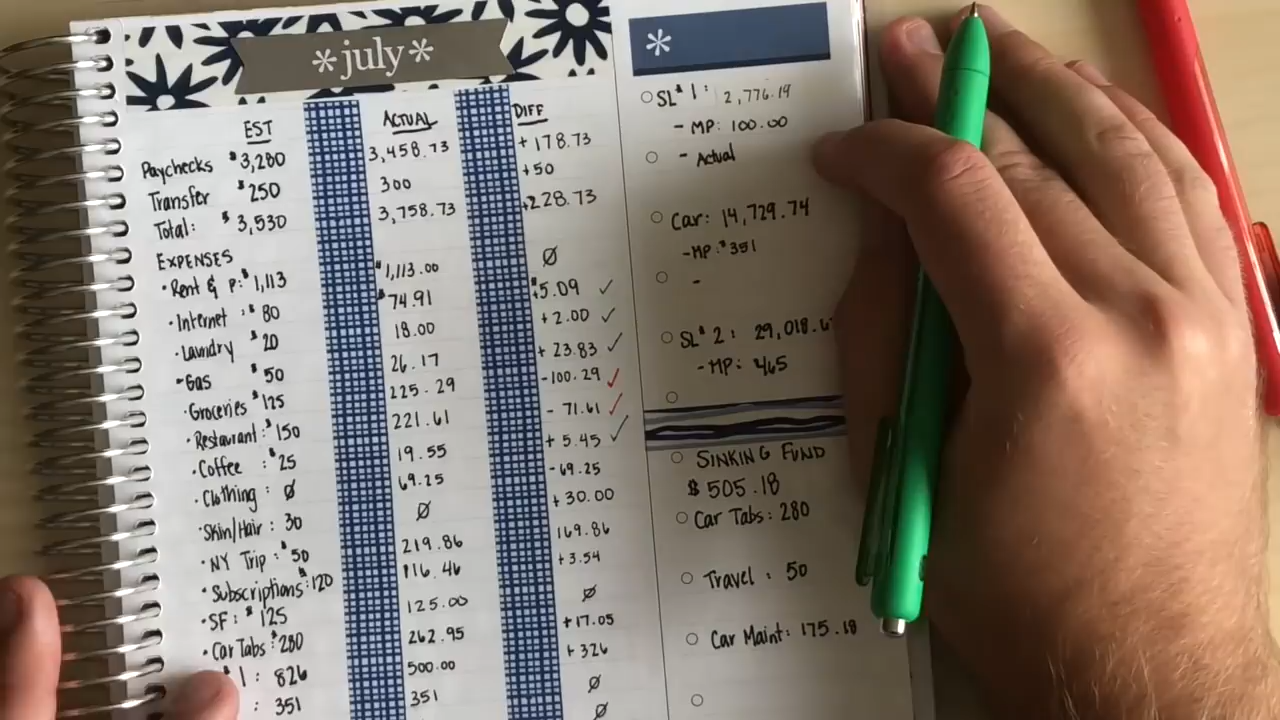 *july*
EST ACTUAL DIFF
Paychecks $3,280 3,458.73 +178.73
Transfer $250 300 +50
Total: $3,530 3,758.73 +228.73
EXPENSES
• Rent & P: $1,113 $1,113.00 Ø
• Internet : $80 $74.91 +5.09 ✓
• Laundry $20 18.00 +2.00 ✓
• Gas $50 26.17 +23.83 ✓
• Groceries $125 225.29 -100.29 ✓
• Restaurant: $150 221.61 -71.61 ✓
• Coffee : $25 19.55 +5.45 ✓
• Clothing : Ø 69.25 -69.25
• Skin/Hair : 30 Ø +30.00
• NY Trip : $50 219.86 169.86
• Subscriptions: $120 116.46 +3.54
• SF: $125 125.00 Ø
• Car Tabs: $280 262.95 +17.05
1: 826 500.00 +326
: 351 351 Ø
Ø
*
SL# 1: 2,776.19
- MP: 100.00
- Actual
Car: 14,729.74
- MP: $351
-
SL# 2: 29,018.6
- MP: 465
SINKING FUND
$505.18
Car Tabs: 280
Travel : 50
Car Maint: 175.18